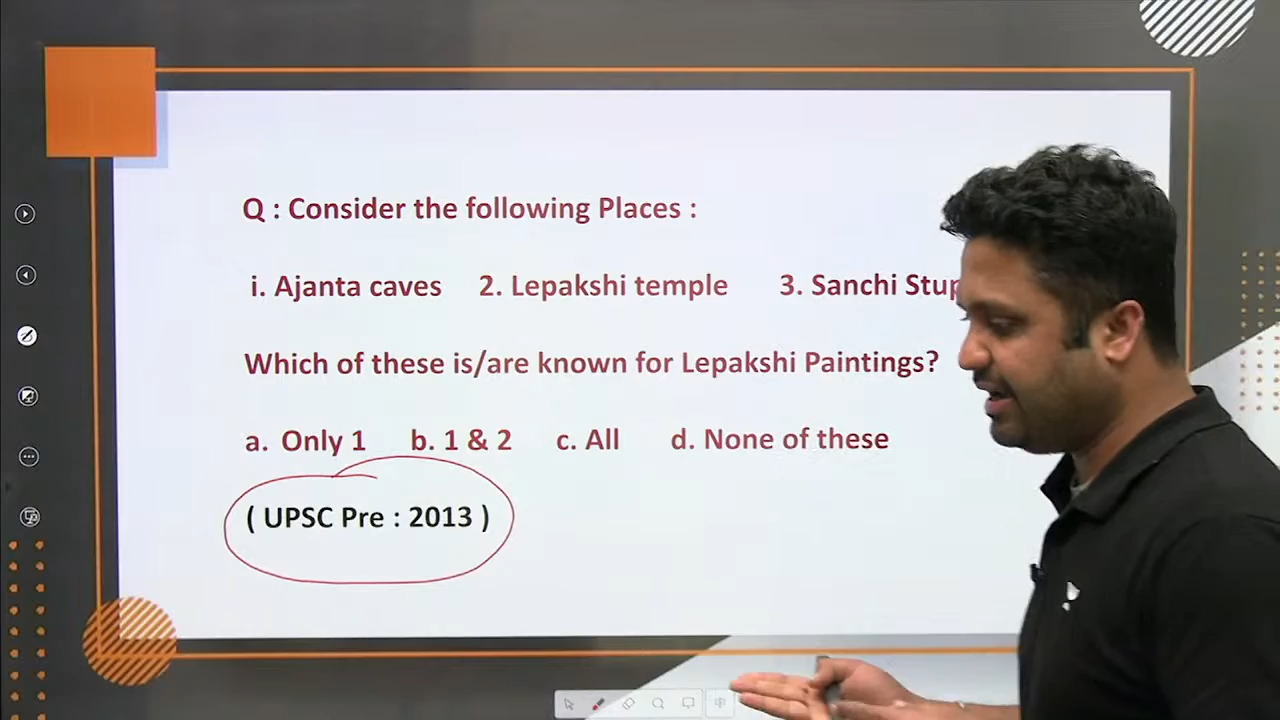 Q : Consider the following Places :
i. Ajanta caves 2. Lepakshi temple 3. Sanchi
Which of these is/are known for Lepakshi Paintings?
a. Only 1 b. 1 & 2 c. All d. None of these
( UPSC Pre : 2013 )